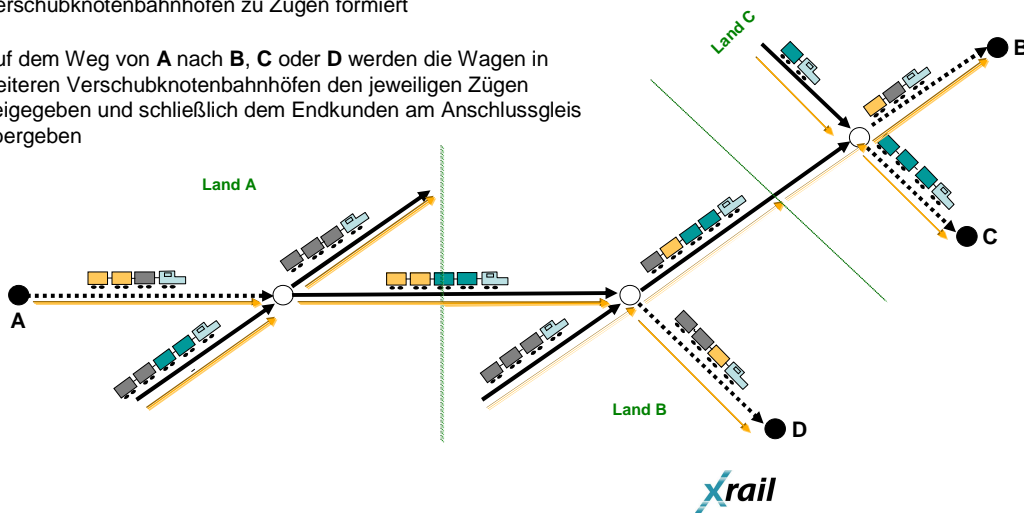 erschubknotenbahnhöfen zu Zügen formiert
uf dem Weg von A nach B, C oder D werden die Wagen in
eiteren Verschubknotenbahnhöfen den jeweiligen Zügen
eigegeben und schließlich dem Endkunden am Anschlussgleis
bergeben
Land C
B
Land A
C
A
Land B
D
xrail